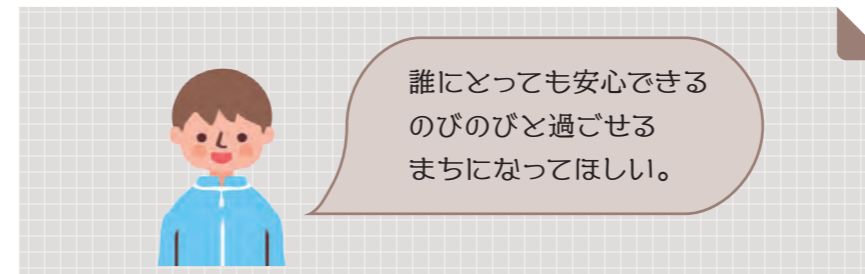 誰にとっても安心できる
のびのびと過ごせる
まちになってほしい。